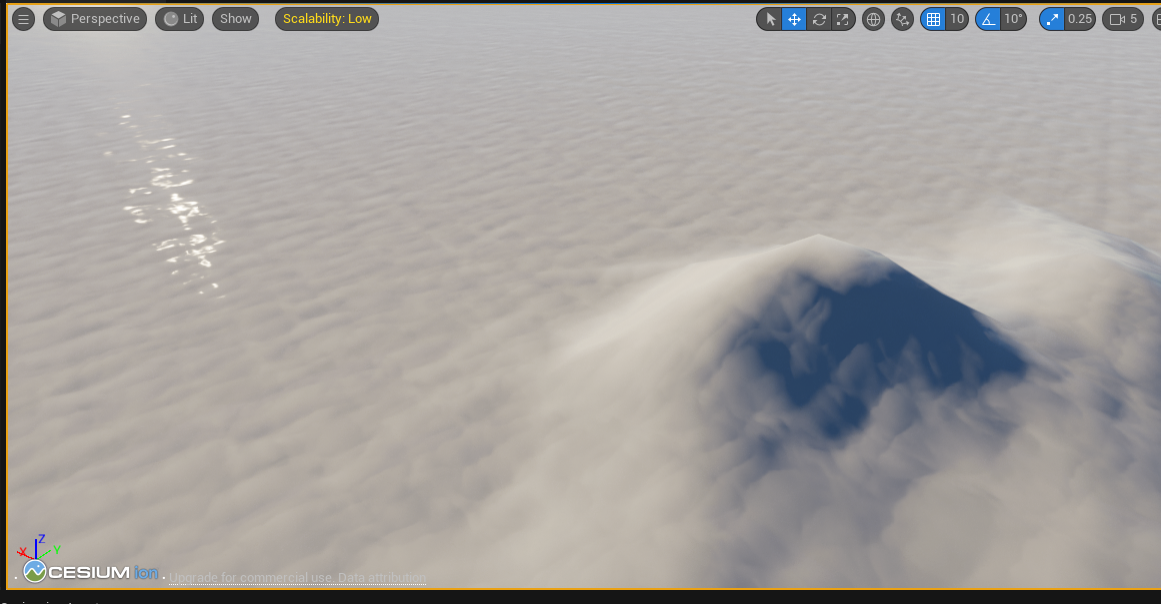 Perspective Lit Show Scalability: Low 10 10° 0.25 5
Z
X Y
CESIUM ion . Upgrade for commercial use. Data attribution